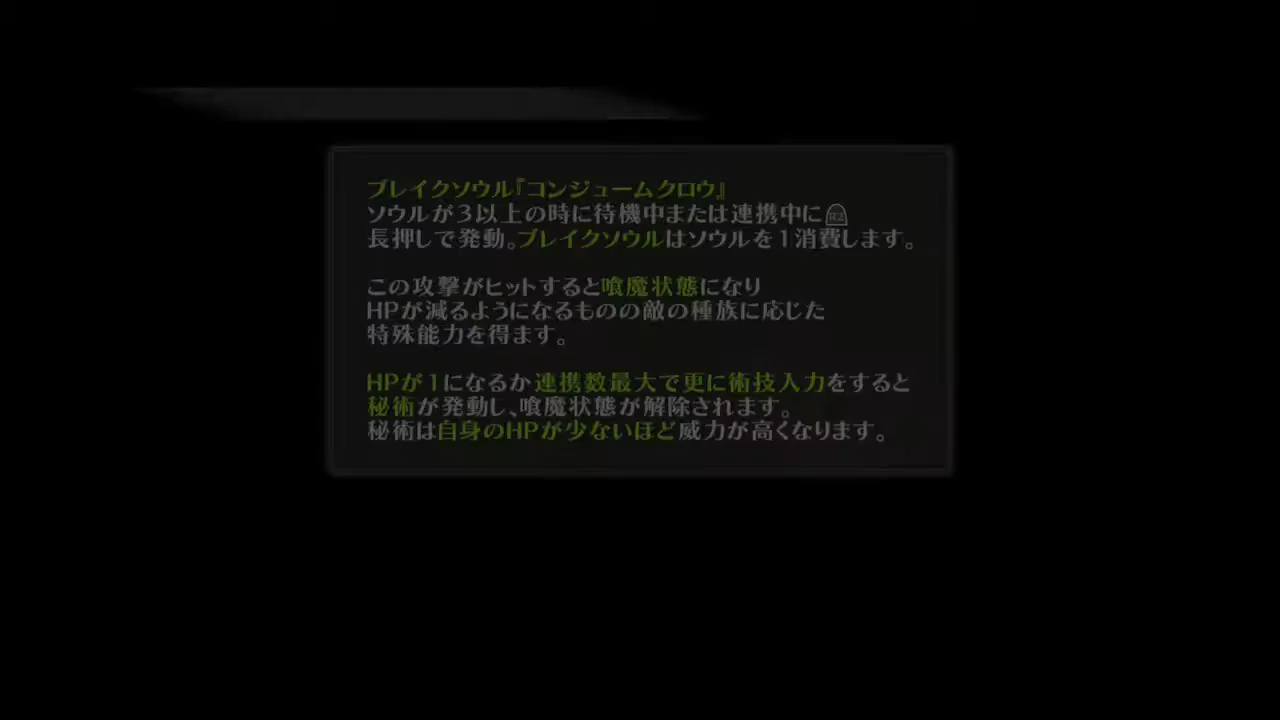 ブレイクソウル『コンジュームクロウ』
ソウルが3以上の時に待機中または連携中にR2
長押しで発動。ブレイクソウルはソウルを1消費します。
この攻撃がヒットすると喰魔状態になり
HPが減るようになるものの敵の種族に応じた
特殊能力を得ます。
HPが1になるか連携数最大で更に術技入力をすると
秘術が発動し、喰魔状態が解除されます。
秘術は自身のHPが少ないほど威力が高くなります。